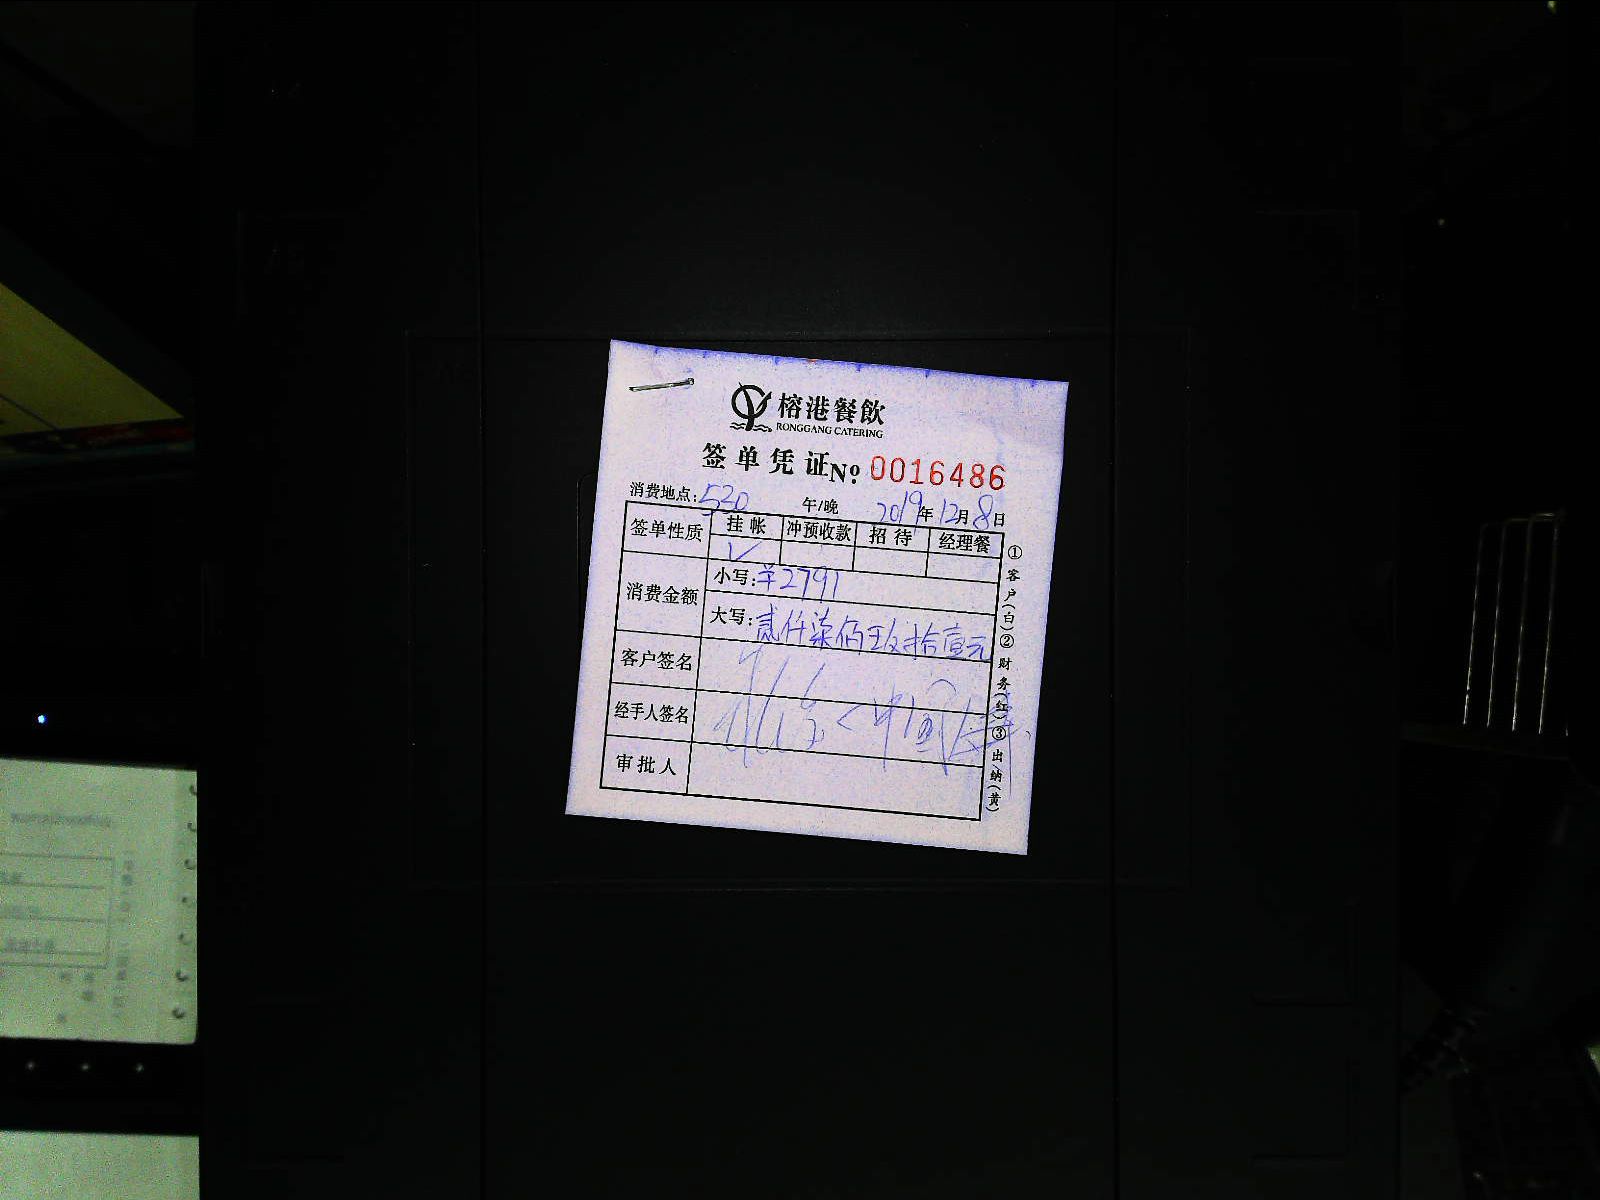 榕港餐飲
RONGGANG CATERING
签单凭证 № 0016486
消费地点:530 午/晚 2019年12月8日
签单性质 挂帐 冲预收款 招待 经理餐
✓
消费金额 小写:¥2791
大写:贰仟柒佰玖拾壹元
客户签名
经手人签名
审批人
①客户(白)②财务(红)③出纳(黄)